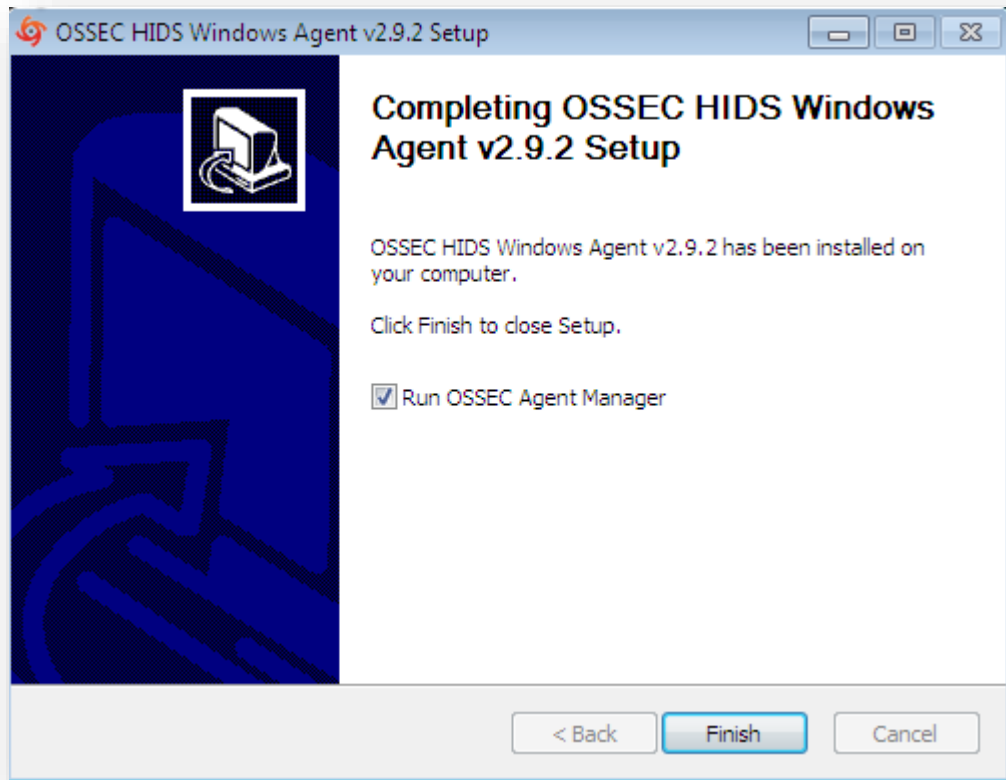 OSSEC HIDS Windows Agent v2.9.2 Setup
Completing OSSEC HIDS Windows
Agent v2.9.2 Setup
OSSEC HIDS Windows Agent v2.9.2 has been installed on
your computer.
Click Finish to close Setup.
Run OSSEC Agent Manager
< Back
Finish
Cancel